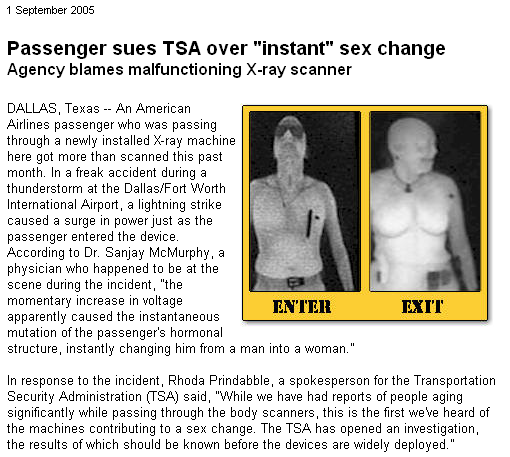 1 September 2005
Passenger sues TSA over "instant" sex change
Agency blames malfunctioning X-ray scanner
DALLAS, Texas -- An American
Airlines passenger who was passing
through a newly installed X-ray machine
here got more than scanned this past
month. In a freak accident during a
thunderstorm at the Dallas/Fort Worth
International Airport, a lightning strike
caused a surge in power just as the
passenger entered the device.
According to Dr. Sanjay McMurphy, a
physician who happened to be at the
scene during the incident, "the
momentary increase in voltage
apparently caused the instantaneous
mutation of the passenger's hormonal
structure, instantly changing him from a man into a woman."
ENTER
EXIT
In response to the incident, Rhoda Prindabble, a spokesperson for the Transportation
Security Administration (TSA) said, "While we have had reports of people aging
significantly while passing through the body scanners, this is the first we've heard of
the machines contributing to a sex change. The TSA has opened an investigation,
the results of which should be known before the devices are widely deployed."